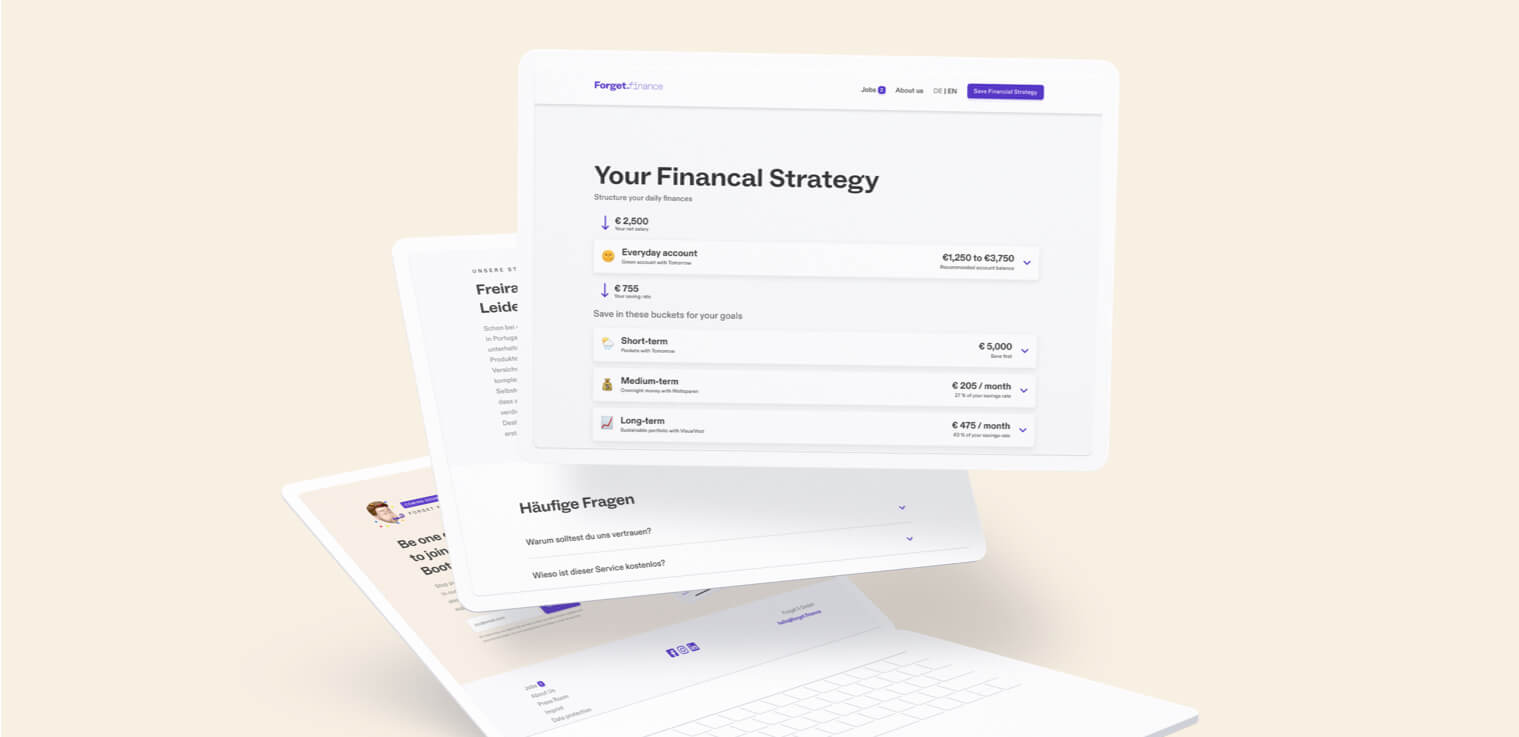 Forget.finance
Jobs 2 About us DE | EN Save Financial Strategy
Your Financal Strategy
Structure your daily finances
€ 2,500
Your net salary
Everyday account
Green account with Tomorrow
€1,250 to €3,750
Recommended account balance
€ 755
Your saving rate
Save in these buckets for your goals
Short-term
Pockets with Tomorrow
€ 5,000
Save first
Medium-term
Overnight money with Weltsparen
€ 205 / month
27 % of your savings rate
Long-term
Sustainable portfolio with VisualVest
€ 475 / month
63 % of your savings rate
UNSERE ST
Freira
Leide
Schon bei
in Portuga
unterhalt
Produkte
Versich
komple
Selbst
dass
verdi
Dest
erst
Häufige Fragen
Warum solltest du uns vertrauen?
Wieso ist dieser Service kostenlos?
Be one
to join
Boot
Forget
hello@forget.finance
Jobs
About Us
Press Room
Imprint
Data protection